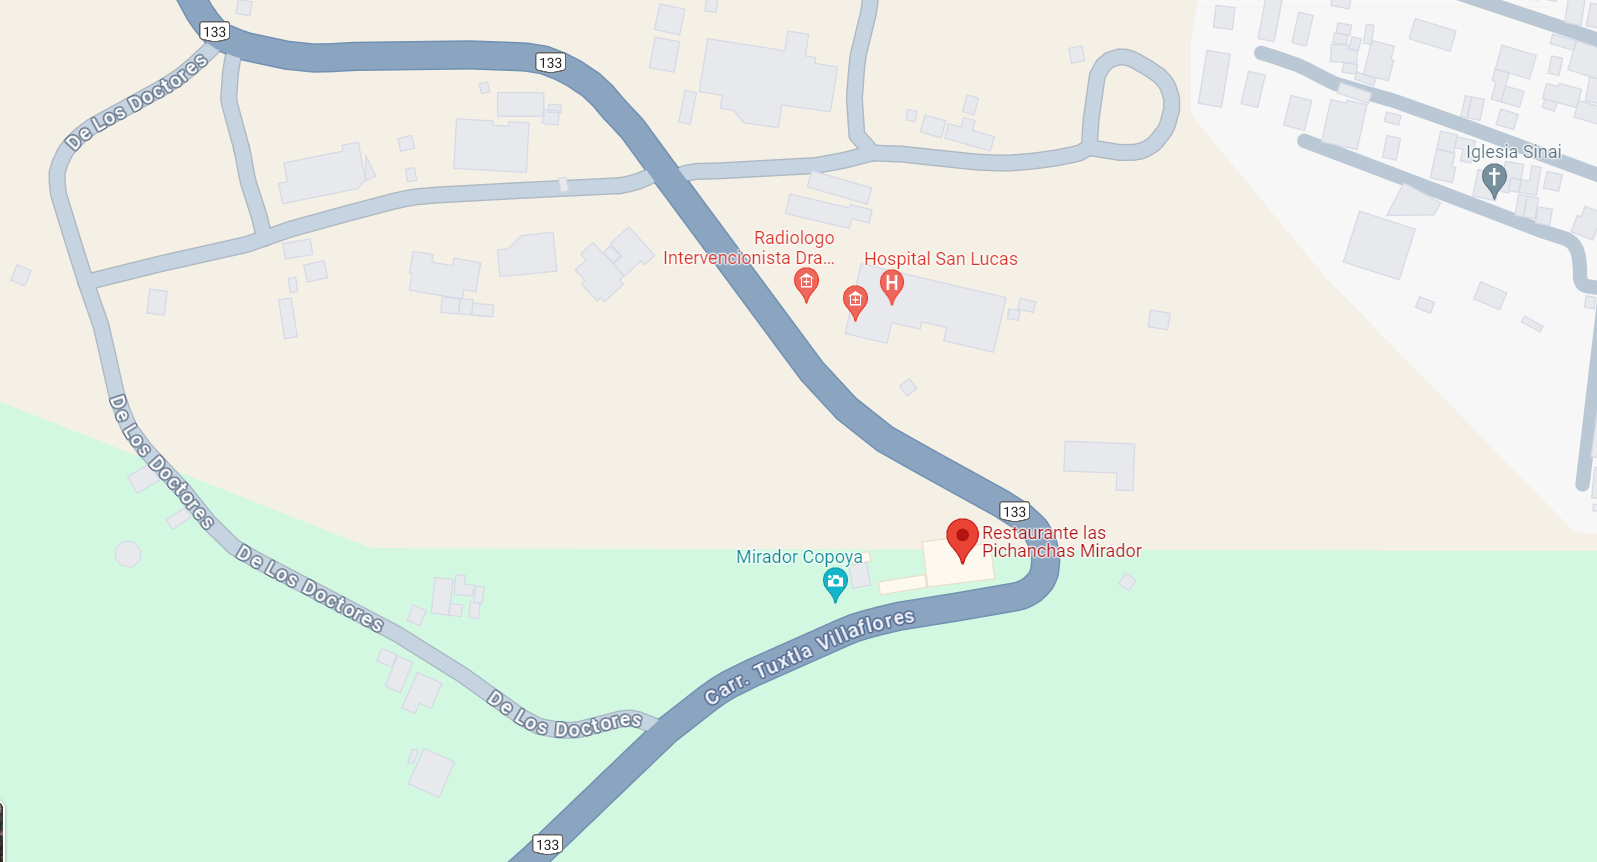 133
133
De Los Doctores
Iglesia Sinai
Radiologo
Intervencionista Dra...
Hospital San Lucas
H
De Los Doctores
133
Restaurante las
Pichanchas Mirador
Mirador Copoya
De Los Doctores
Carr. Tuxtla Villaflores
De Los Doctores
133